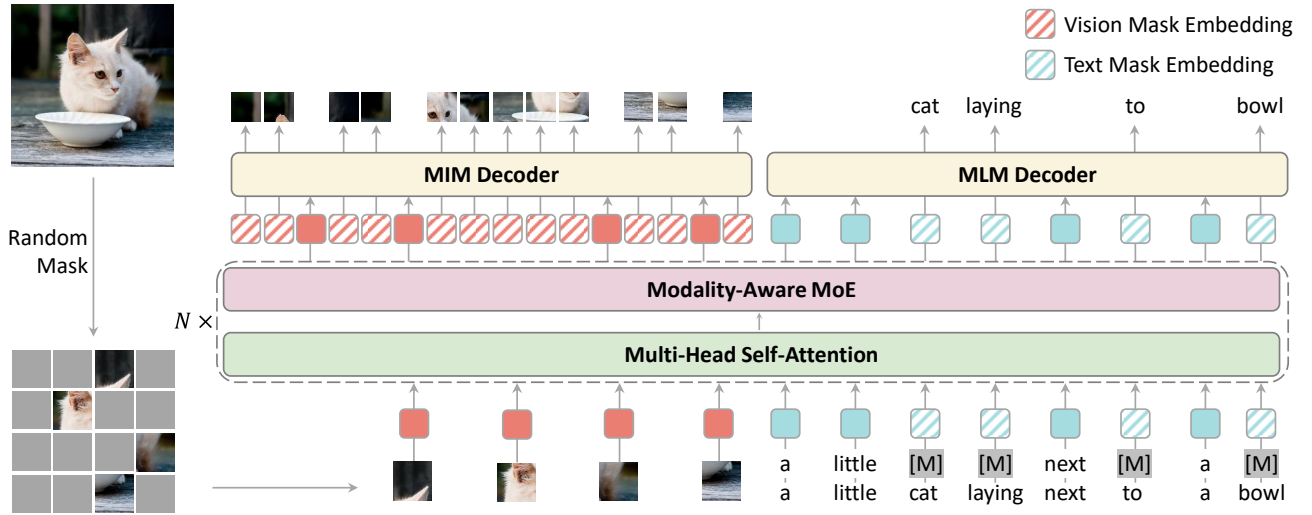 Vision Mask Embedding
Text Mask Embedding
cat laying to bowl
MIM Decoder
MLM Decoder
Random
Mask
Modality-Aware MoE
N ×
Multi-Head Self-Attention
a little [M] [M] next [M] a [M]
a little cat laying next to a bowl